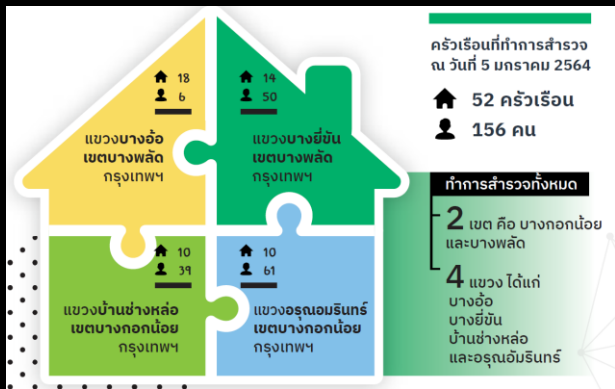 18
6
แขวงบางอ้อ
เขตบางพลัด
กรุงเทพฯ
14
50
แขวงบางยี่ขัน
เขตบางพลัด
กรุงเทพฯ
10
39
แขวงบ้านช่างหล่อ
เขตบางกอกน้อย
กรุงเทพฯ
10
61
แขวงอรุณอมรินทร์
เขตบางกอกน้อย
กรุงเทพฯ
ครัวเรือนที่ทำการสำรวจ
ณ วันที่ 5 มกราคม 2564
52 ครัวเรือน
156 คน
ทำการสำรวจทั้งหมด
2 เขต คือ บางกอกน้อย
และบางพลัด
4 แขวง ได้แก่
บางอ้อ
บางยี่ขัน
บ้านช่างหล่อ
และอรุณอัมรินทร์